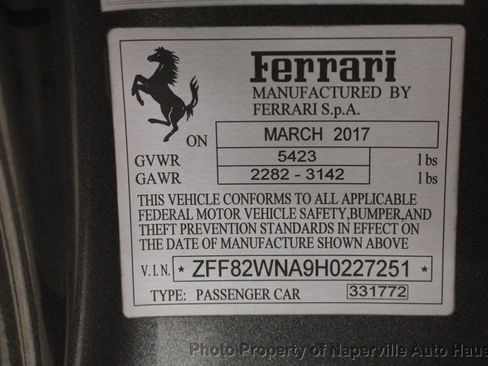 Ferrari
MANUFACTURED BY
FERRARI S.p.A.
ON MARCH 2017
GVWR 5423 lbs
GAWR 2282 - 3142 lbs
THIS VEHICLE CONFORMS TO ALL APPLICABLE
FEDERAL MOTOR VEHICLE SAFETY,BUMPER,AND
THEFT PREVENTION STANDARDS IN EFFECT ON
THE DATE OF MANUFACTURE SHOWN ABOVE
V.I.N. ★ ZFF82WNA9H0227251 ★
TYPE: PASSENGER CAR 331772
Photo Property of Naperville Auto Haus